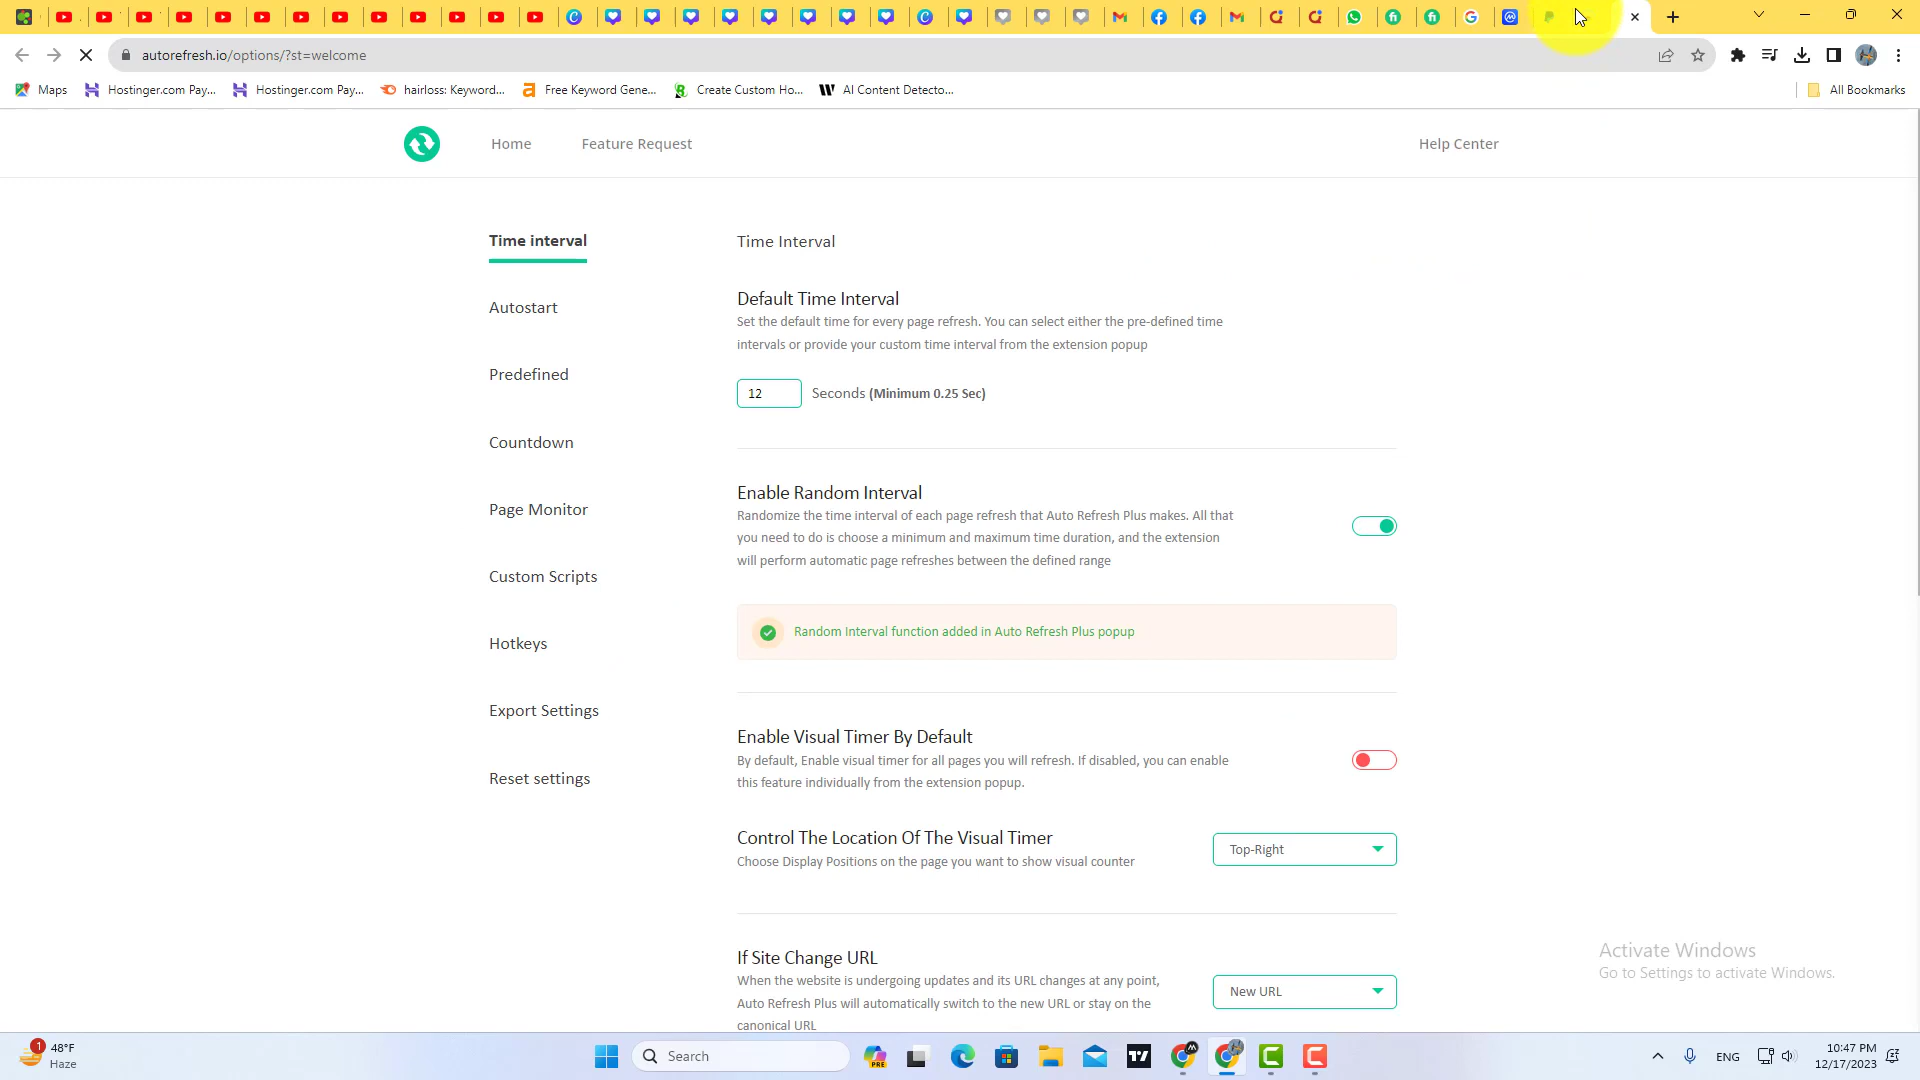 autorefresh.io/options/?st=welcome
Maps
Hostinger.com Pay...
Hostinger.com Pay...
hairloss: Keyword...
Free Keyword Gene...
Create Custom Ho...
AI Content Detecto...
All Bookmarks
Home
Feature Request
Help Center
Time interval
Autostart
Predefined
Countdown
Page Monitor
Custom Scripts
Hotkeys
Export Settings
Reset settings
Time Interval
Default Time Interval
Set the default time for every page refresh. You can select either the pre-defined time
intervals or provide your custom time interval from the extension popup
12
Seconds (Minimum 0.25 Sec)
Enable Random Interval
Randomize the time interval of each page refresh that Auto Refresh Plus makes. All that
you need to do is choose a minimum and maximum time duration, and the extension
will perform automatic page refreshes between the defined range
Random Interval function added in Auto Refresh Plus popup
Enable Visual Timer By Default
By default, Enable visual timer for all pages you will refresh. If disabled, you can enable
this feature individually from the extension popup.
Control The Location Of The Visual Timer
Choose Display Positions on the page you want to show visual counter
Top-Right
If Site Change URL
When the website is undergoing updates and its URL changes at any point,
Auto Refresh Plus will automatically switch to the new URL or stay on the
canonical URL
New URL
Activate Windows
Go to Settings to activate Windows.
1
48°F
Haze
Search
PRE
ENG
10:47 PM
12/17/2023